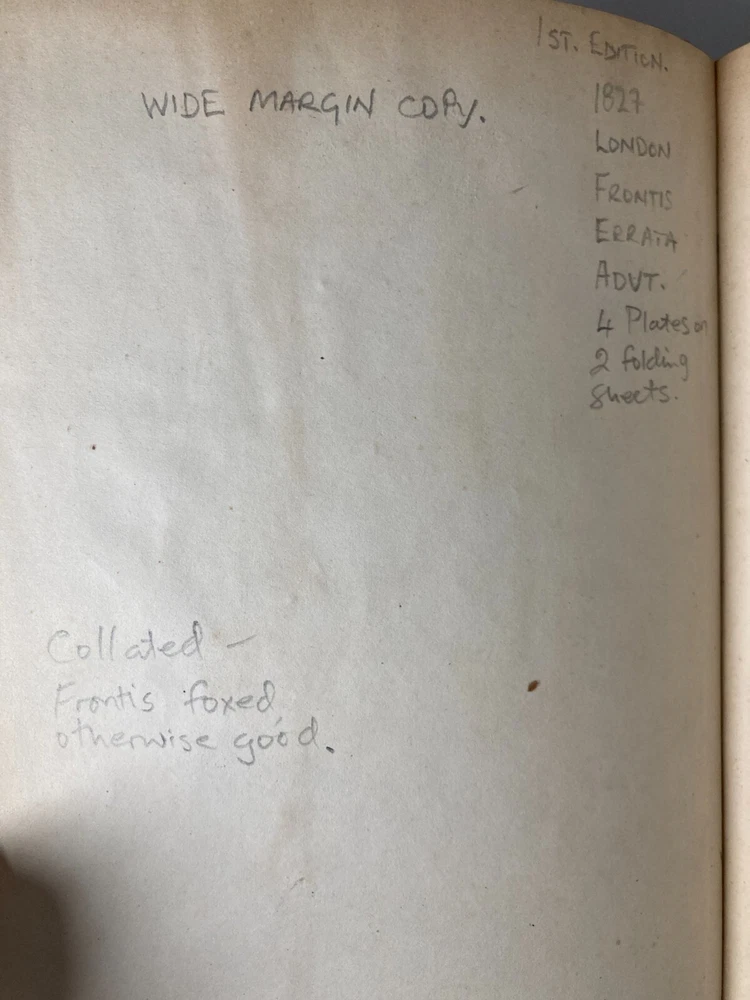 1ST. EDITION.
WIDE MARGIN COPY.
1827
LONDON
FRONTIS
ERRATA
ADVT.
4 Plates on
2 folding
sheets.
Collated –
Frontis foxed
otherwise good.